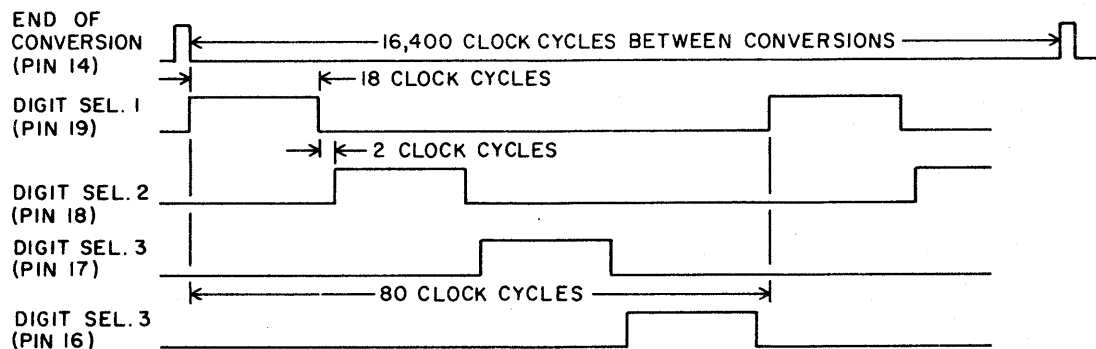 END OF
CONVERSION
(PIN 14)
16,400 CLOCK CYCLES BETWEEN CONVERSIONS
18 CLOCK CYCLES
DIGIT SEL. 1
(PIN 19)
2 CLOCK CYCLES
DIGIT SEL. 2
(PIN 18)
DIGIT SEL. 3
(PIN 17)
80 CLOCK CYCLES
DIGIT SEL. 3
(PIN 16)